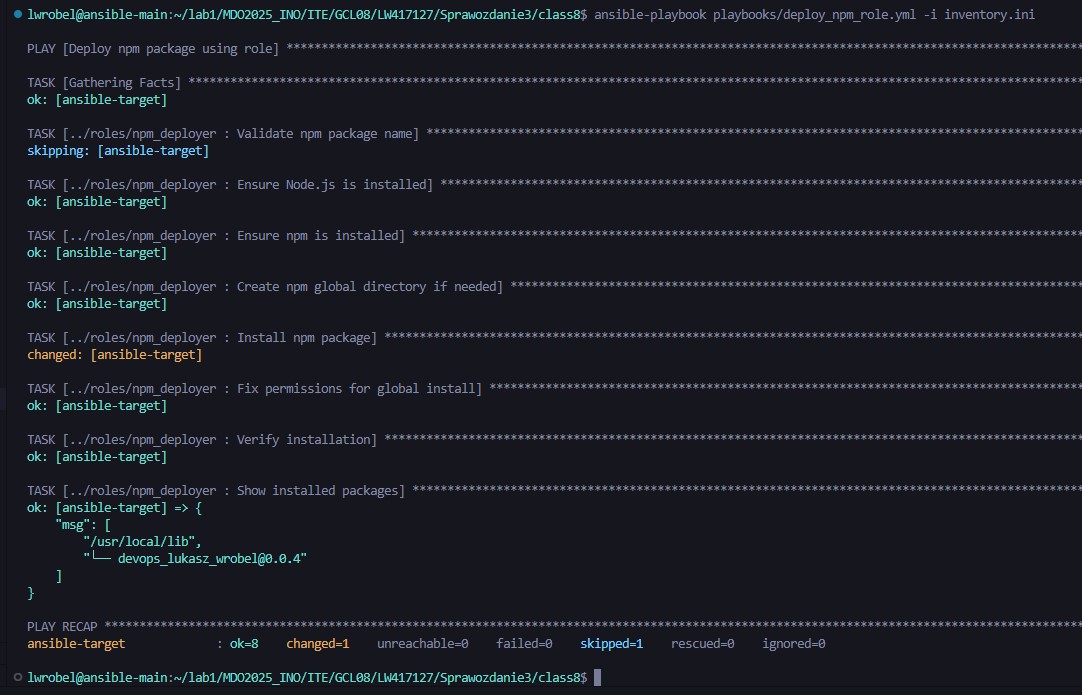 lwrobel@ansible-main:~/lab1/MDO2025_INO/ITE/GCL08/LW417127/Sprawozdanie3/class8$ ansible-playbook playbooks/deploy_npm_role.yml -i inventory.ini
PLAY [Deploy npm package using role] *****************************************************************************************************************
TASK [Gathering Facts] *******************************************************************************************************************************
ok: [ansible-target]
TASK [../roles/npm_deployer : Validate npm package name] *********************************************************************************************
skipping: [ansible-target]
TASK [../roles/npm_deployer : Ensure Node.js is installed] *******************************************************************************************
ok: [ansible-target]
TASK [../roles/npm_deployer : Ensure npm is installed] ***********************************************************************************************
ok: [ansible-target]
TASK [../roles/npm_deployer : Create npm global directory if needed] *********************************************************************************
ok: [ansible-target]
TASK [../roles/npm_deployer : Install npm package] ***************************************************************************************************
changed: [ansible-target]
TASK [../roles/npm_deployer : Fix permissions for global install] ************************************************************************************
ok: [ansible-target]
TASK [../roles/npm_deployer : Verify installation] ***************************************************************************************************
ok: [ansible-target]
TASK [../roles/npm_deployer : Show installed packages] ***********************************************************************************************
ok: [ansible-target] => {
    "msg": [
        "/usr/local/lib",
        "└── devops_lukasz_wrobel@0.0.4"
    ]
}
PLAY RECAP *******************************************************************************************************************************************
ansible-target             : ok=8    changed=1    unreachable=0    failed=0    skipped=1    rescued=0    ignored=0
lwrobel@ansible-main:~/lab1/MDO2025_INO/ITE/GCL08/LW417127/Sprawozdanie3/class8$